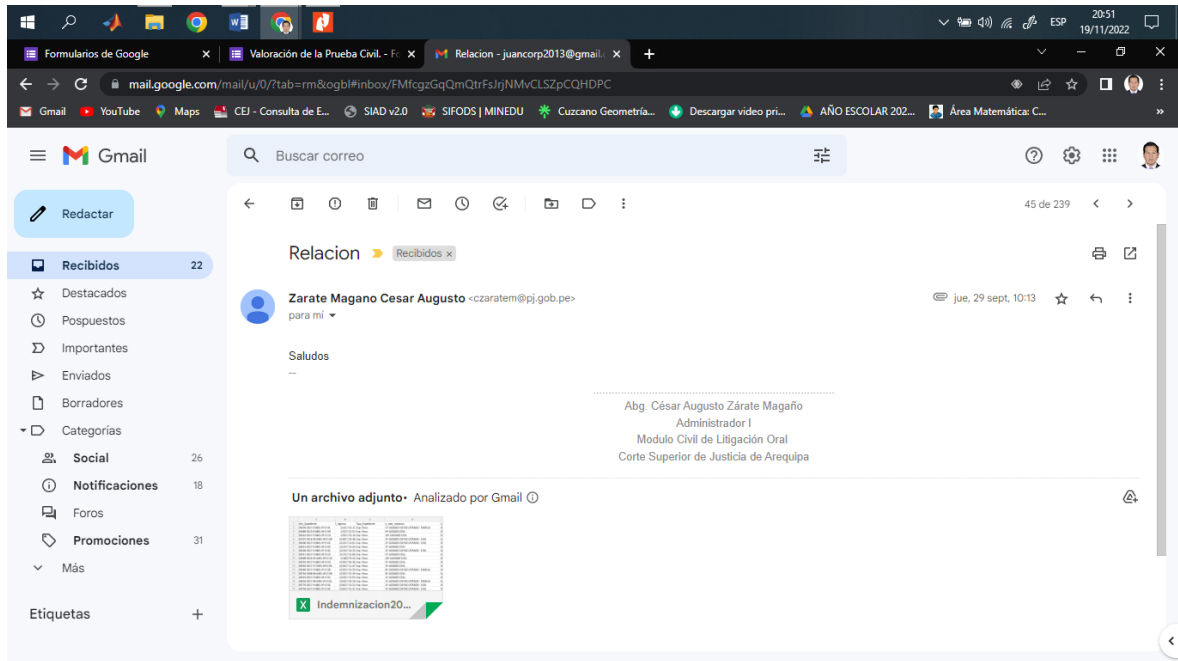 ESP
20:51
19/11/2022
Formularios de Google
Valoración de la Prueba Civil. - Fo
Relacion - juancorp2013@gmail.c
mail.google.com/mail/u/0/?tab=rm&ogbl#inbox/FMfcgzGqQmQtrFsJrjNMvCLSZpCQHDPC
Gmail
YouTube
Maps
CEJ - Consulta de E...
SIAD v2.0
SIFODS | MINEDU
Cuzcano Geometría...
Descargar video pri...
AÑO ESCOLAR 202...
Área Matemática: C...
»
Gmail
Buscar correo
Redactar
45 de 239
Relacion
Recibidos x
Recibidos 22
Destacados
Pospuestos
Importantes
Enviados
Borradores
Categorías
Social 26
Notificaciones 18
Foros
Promociones 31
Más
Etiquetas +
Zarate Magano Cesar Augusto <czaratem@pj.gob.pe>
jue, 29 sept, 10:13
para mí
Saludos
--
Abg. César Augusto Zárate Magaño
Administrador I
Modulo Civil de Litigación Oral
Corte Superior de Justicia de Arequipa
Un archivo adjunto • Analizado por Gmail
Indemnizacion20...